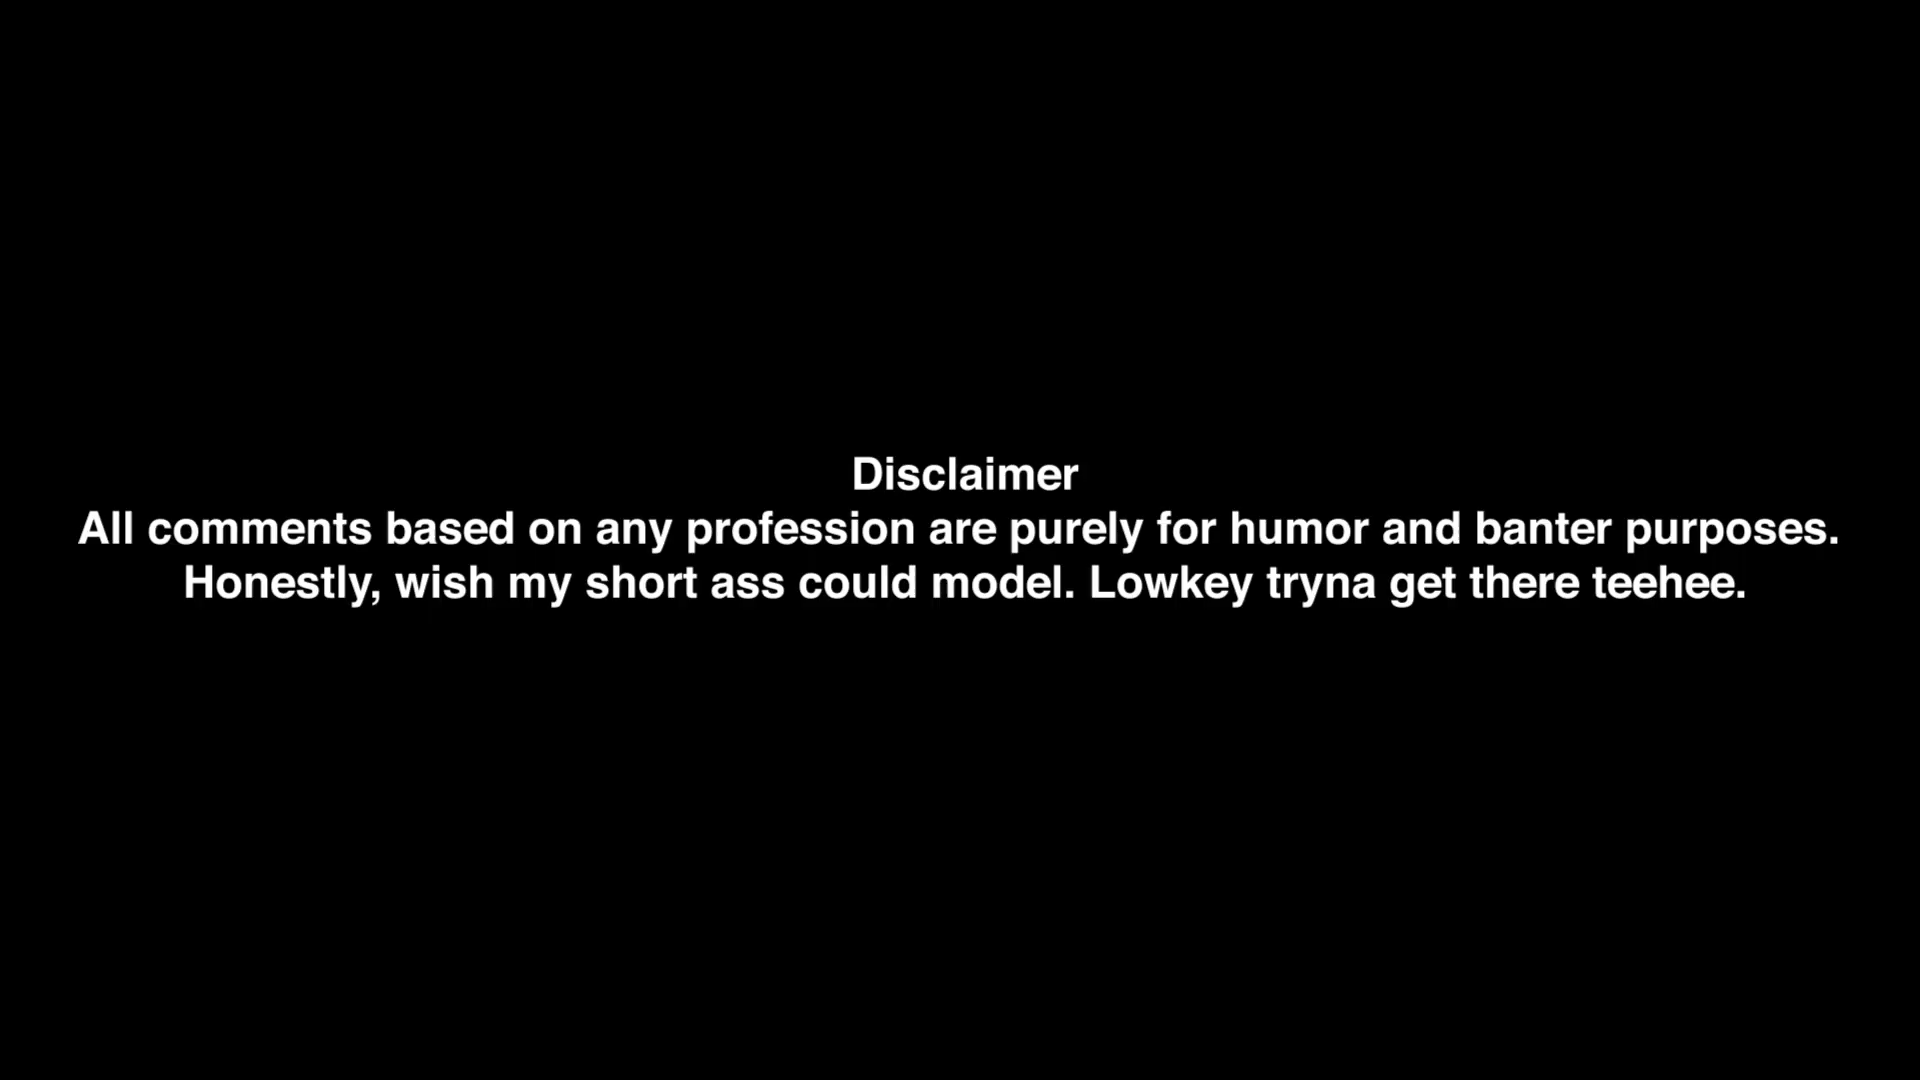 Disclaimer
All comments based on any profession are purely for humor and banter purposes.
Honestly, wish my short ass could model. Lowkey tryna get there teehee.